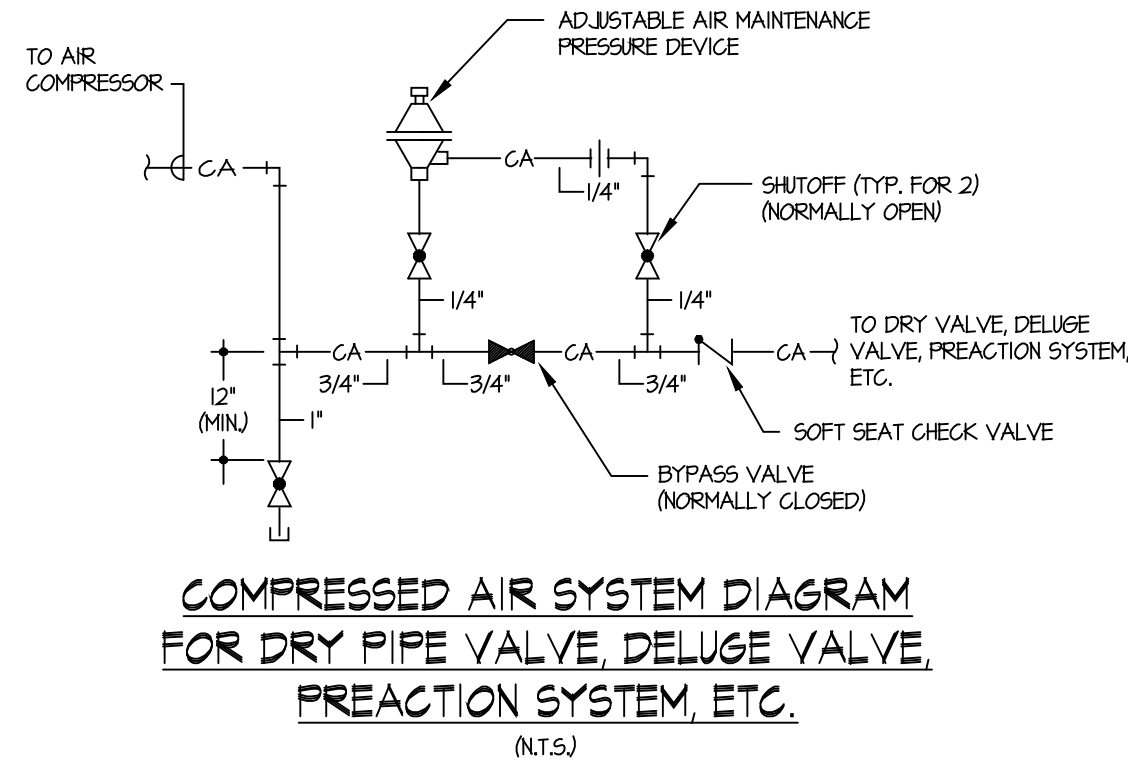 ADJUSTABLE AIR MAINTENANCE
PRESSURE DEVICE
TO AIR
COMPRESSOR
CA
CA
1/4"
SHUTOFF (TYP. FOR 2)
(NORMALLY OPEN)
1/4"
1/4"
TO DRY VALVE, DELUGE
VALVE, PREACTION SYSTEM,
ETC.
CA
CA
CA
3/4"
3/4"
3/4"
12"
(MIN.)
1"
SOFT SEAT CHECK VALVE
BYPASS VALVE
(NORMALLY CLOSED)
COMPRESSED AIR SYSTEM DIAGRAM
FOR DRY PIPE VALVE, DELUGE VALVE,
PREACTION SYSTEM, ETC.
(N.T.S.)